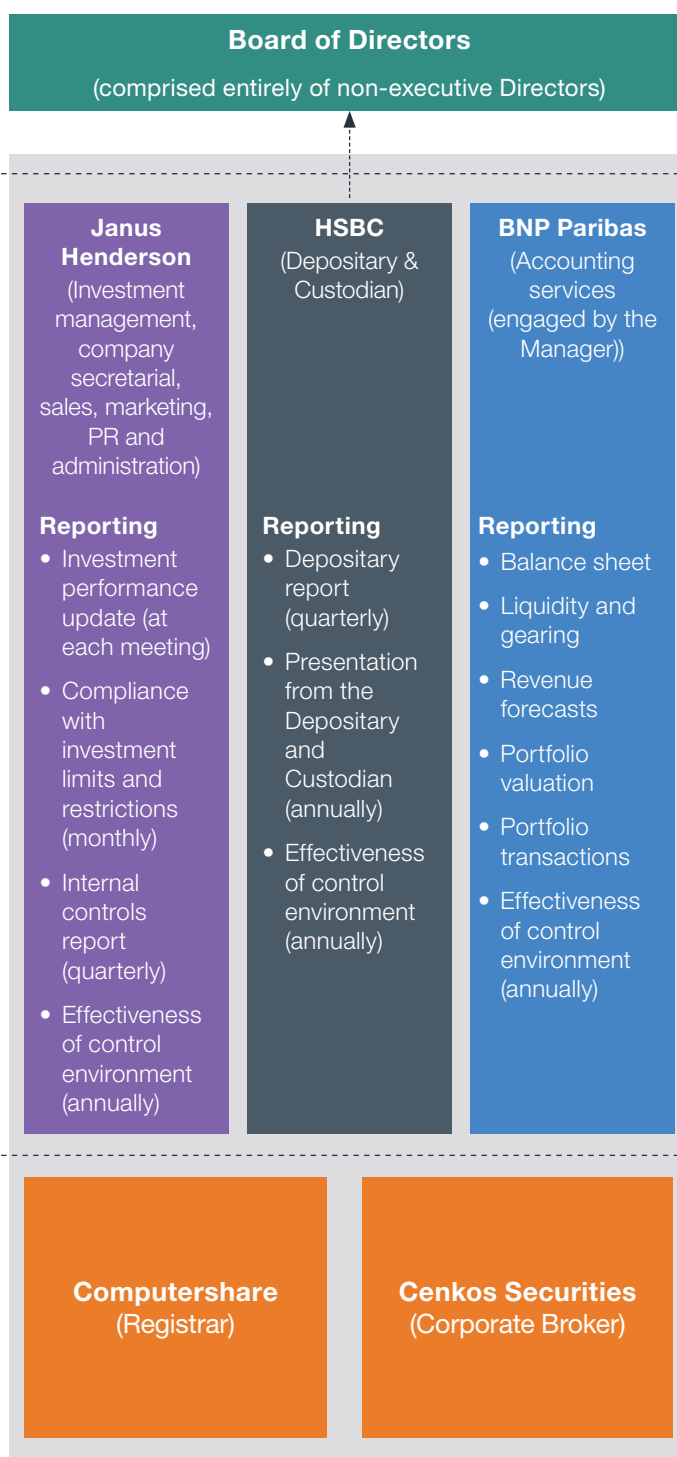 Board of Directors
(comprised entirely of non-executive Directors)
Janus
Henderson
(Investment
management,
company
secretarial,
sales, marketing,
PR and
administration)
Reporting
• Investment
performance
update (at
each meeting)
• Compliance
with
investment
limits and
restrictions
(monthly)
• Internal
controls
report
(quarterly)
• Effectiveness
of control
environment
(annually)
HSBC
(Depositary &
Custodian)
Reporting
• Depositary
report
(quarterly)
• Presentation
from the
Depositary
and
Custodian
(annually)
• Effectiveness
of control
environment
(annually)
BNP Paribas
(Accounting
services
(engaged by the
Manager))
Reporting
• Balance sheet
• Liquidity and
gearing
• Revenue
forecasts
• Portfolio
valuation
• Portfolio
transactions
• Effectiveness
of control
environment
(annually)
Computershare
(Registrar)
Cenkos Securities
(Corporate Broker)